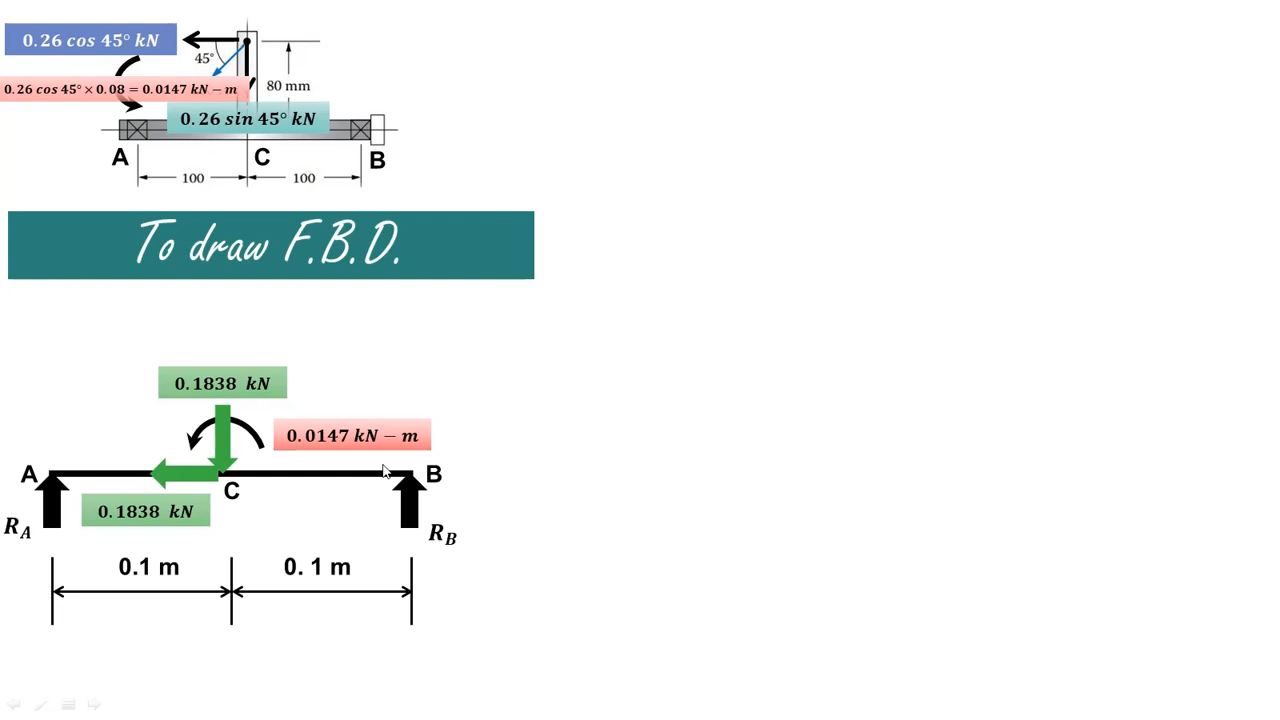 0.26 cos 45° kN
45°
0.26 cos 45° × 0.08 = 0.0147 kN − m
80 mm
0.26 sin 45° kN
A
C
B
100
100
To draw F.B.D.
0.1838 kN
0.0147 kN − m
A
B
C
0.1838 kN
R_A
R_B
0.1 m
0. 1 m